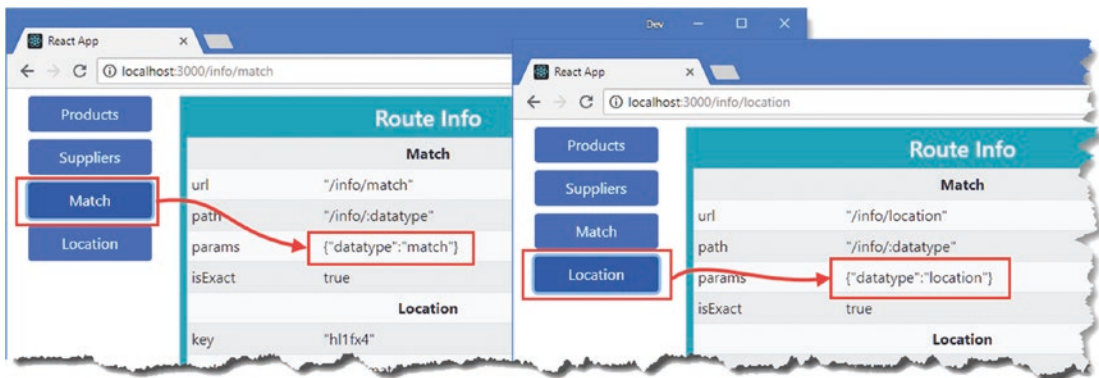 Dev
React App
localhost:3000/info/match
Products
Suppliers
Match
Location
Route Info
Match
url "/info/match"
path "/info/:datatype"
params {"datatype":"match"}
isExact true
Location
key "hl1fx4"
React App
localhost:3000/info/location
Products
Suppliers
Match
Location
Route Info
Match
url "/info/location"
path "/info/:datatype"
params {"datatype":"location"}
isExact true
Location